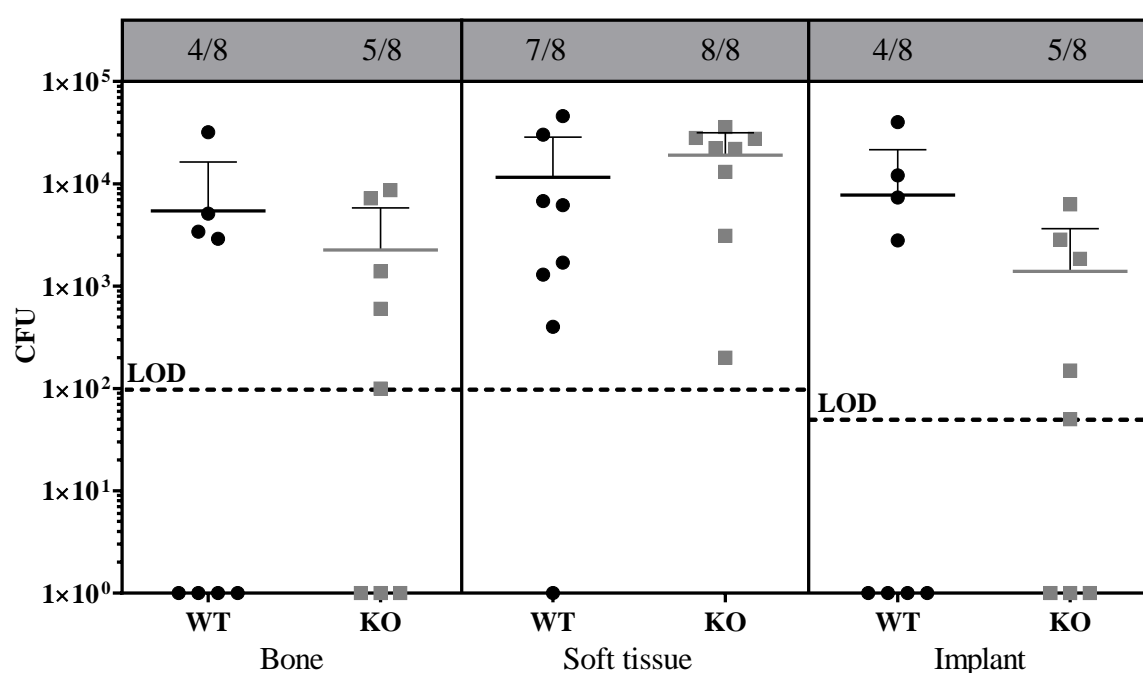 4/8 5/8 7/8 8/8 4/8 5/8
1×10⁵
1×10⁴
1×10³
CFU
LOD
1×10²
LOD
1×10¹
1×10⁰
WT KO WT KO WT KO
Bone Soft tissue Implant